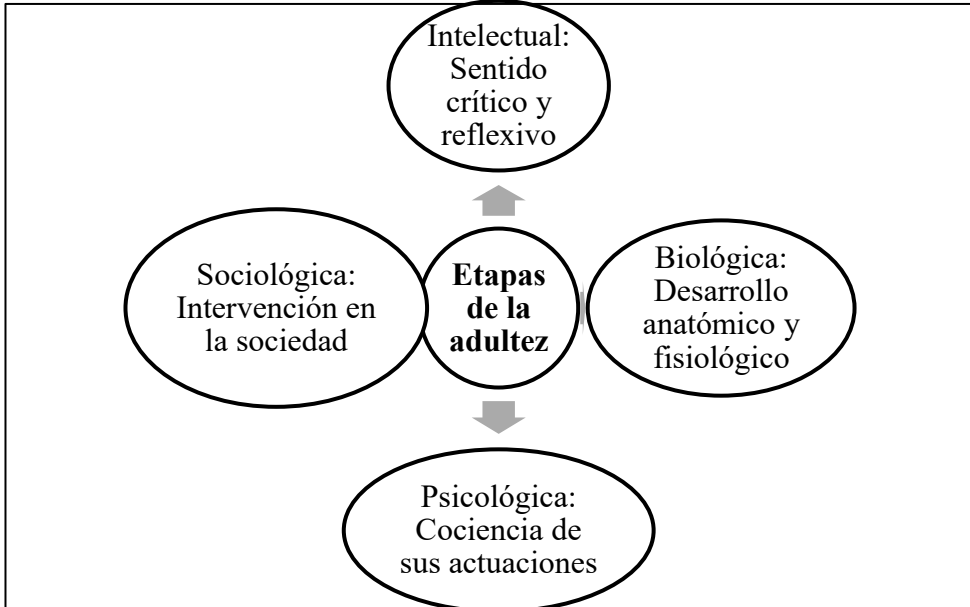 Intelectual:
Sentido
crítico y
reflexivo
Sociológica:
Intervención en
la sociedad
Etapas
de la
adultez
Biológica:
Desarrollo
anatómico y
fisiológico
Psicológica:
Cociencia de
sus actuaciones